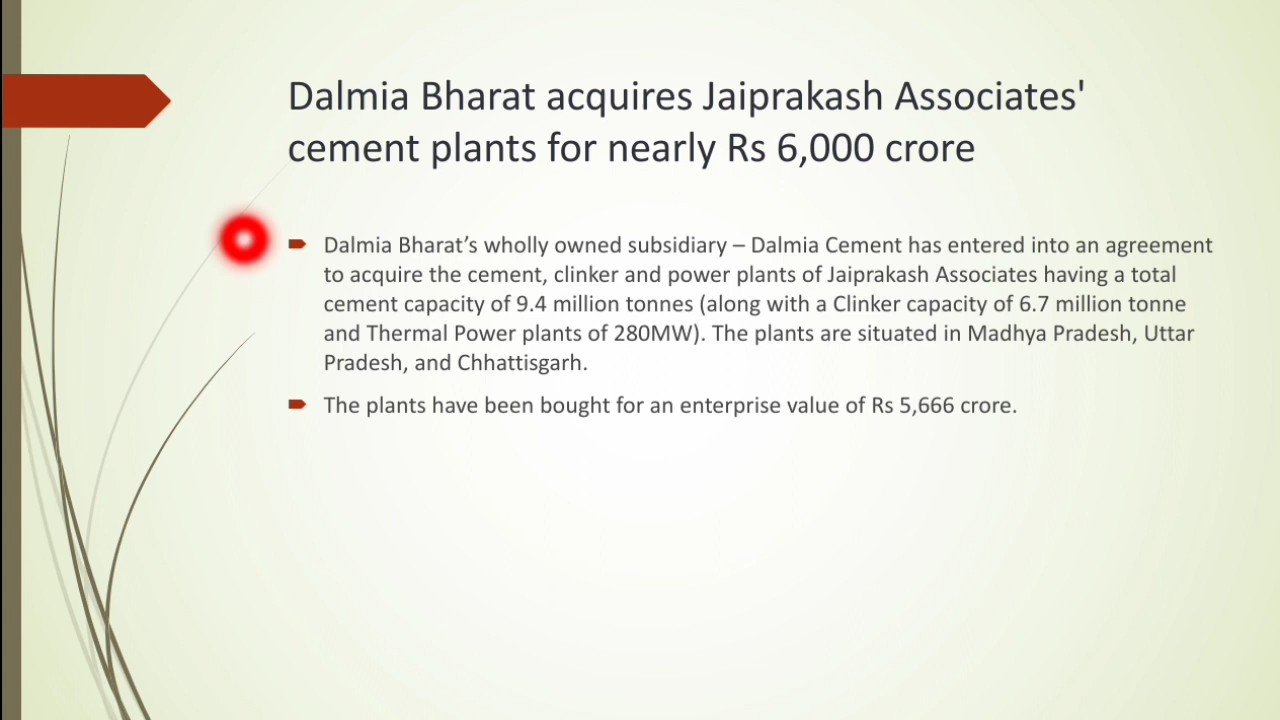 Dalmia Bharat acquires Jaiprakash Associates'
cement plants for nearly Rs 6,000 crore
Dalmia Bharat’s wholly owned subsidiary – Dalmia Cement has entered into an agreement
to acquire the cement, clinker and power plants of Jaiprakash Associates having a total
cement capacity of 9.4 million tonnes (along with a Clinker capacity of 6.7 million tonne
and Thermal Power plants of 280MW). The plants are situated in Madhya Pradesh, Uttar
Pradesh, and Chhattisgarh.
The plants have been bought for an enterprise value of Rs 5,666 crore.